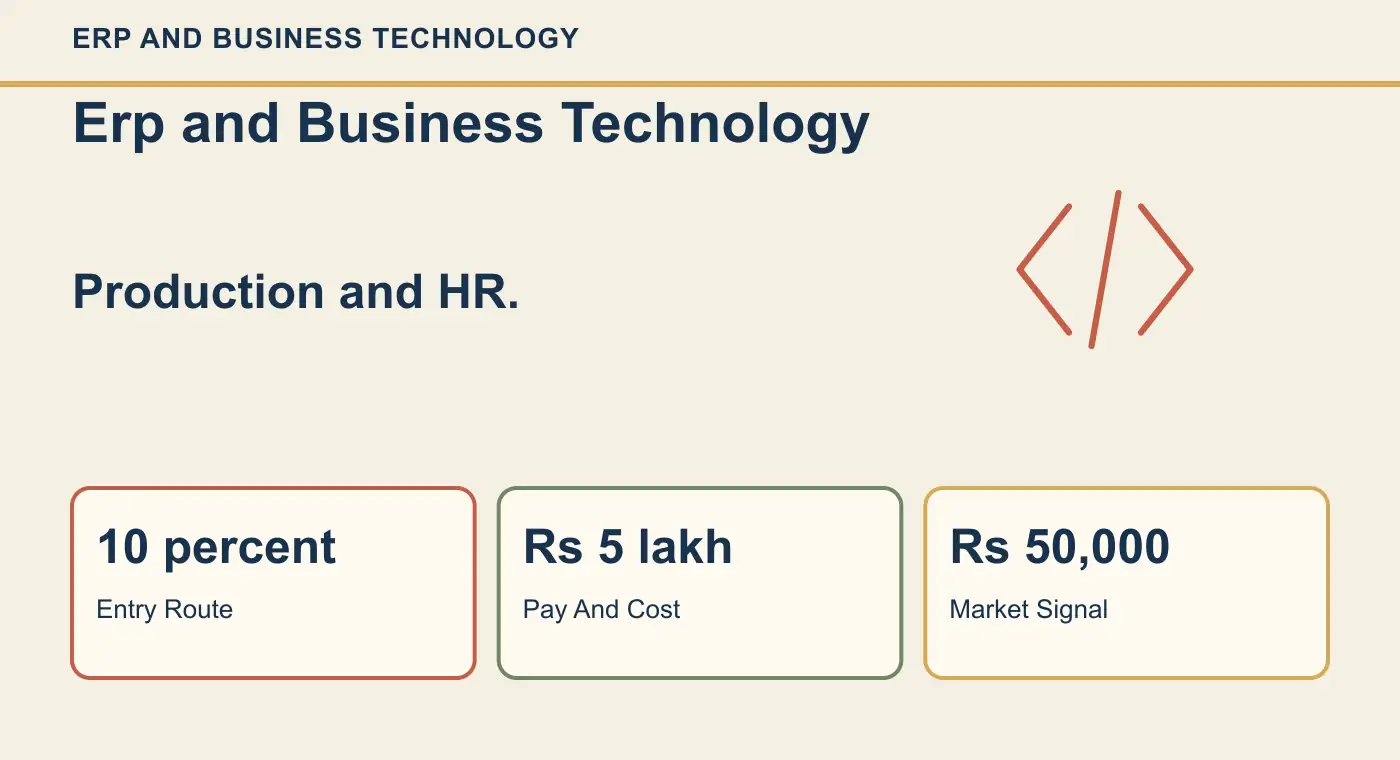 ERP AND BUSINESS TECHNOLOGY
Erp and Business Technology
Production and HR.
10 percent
Entry Route
Rs 5 lakh
Pay And Cost
Rs 50,000
Market Signal